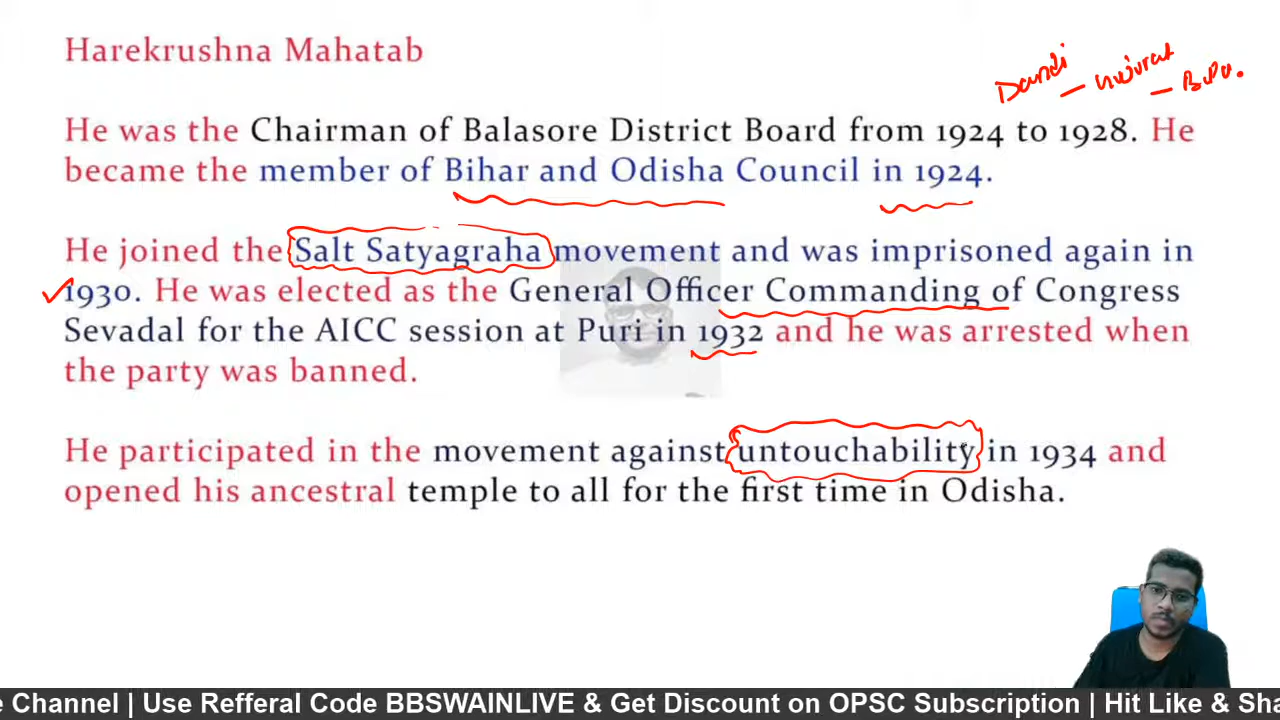 Harekrushna Mahatab
Dandi - Gujurat
He was the Chairman of Balasore District Board from 1924 to 1928. He
became the member of Bihar and Odisha Council in 1924.
He joined the Salt Satyagraha movement and was imprisoned again in
1930. He was elected as the General Officer Commanding of Congress
Sevadal for the AICC session at Puri in 1932 and he was arrested when
the party was banned.
He participated in the movement against untouchability in 1934 and
opened his ancestral temple to all for the first time in Odisha.
e Channel | Use Refferal Code BBSWAINLIVE & Get Discount on OPSC Subscription | Hit Like & Sha